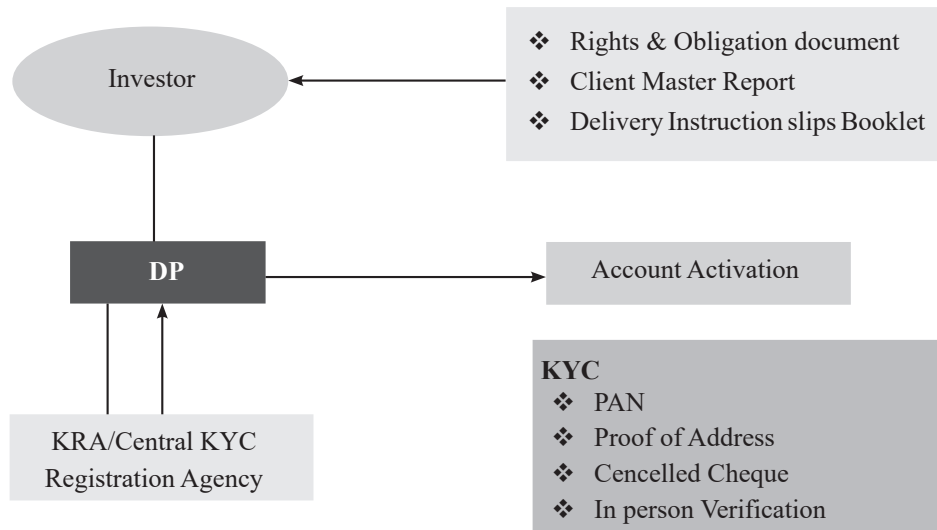 Investor
❖ Rights & Obligation document
❖ Client Master Report
❖ Delivery Instruction slips Booklet
DP
Account Activation
KRA/Central KYC
Registration Agency
KYC
❖ PAN
❖ Proof of Address
❖ Cencelled Cheque
❖ In person Verification